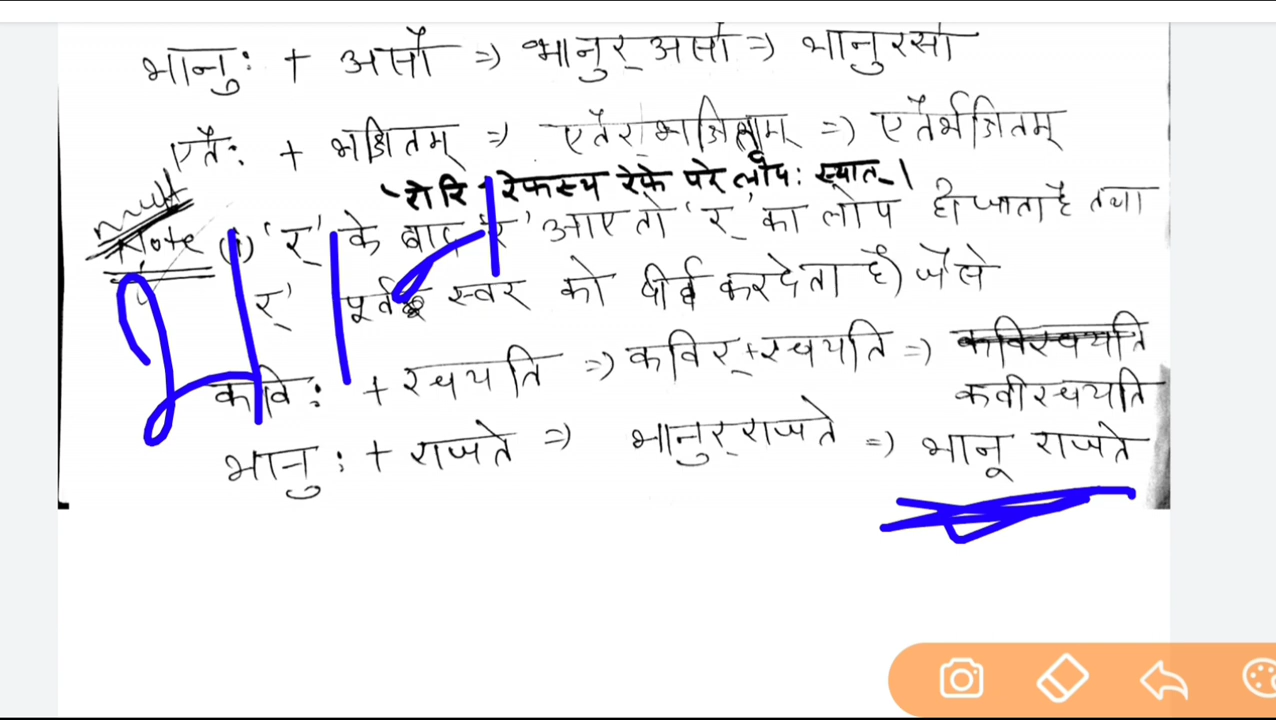 भानुः + असौ => भानुर् असौ => भानुरसौ
एतैः + भक्षितम् => एतैर् भक्षितम् => एतैर्भक्षितम्
रो रि - रेफस्य रेफे परे लोपः स्यात् ।
Note (i) 'र्' के बाद 'र' आए तो 'र्' का लोप हो जाता है तथा
र्' पूर्व स्वर को दीर्घ कर देता है) जैसे
कविः + रचयति => कविर् + रचयति => कविरचयति
कवीरचयति
भानुः + राजते => भानुर् राजते => भानू राजते